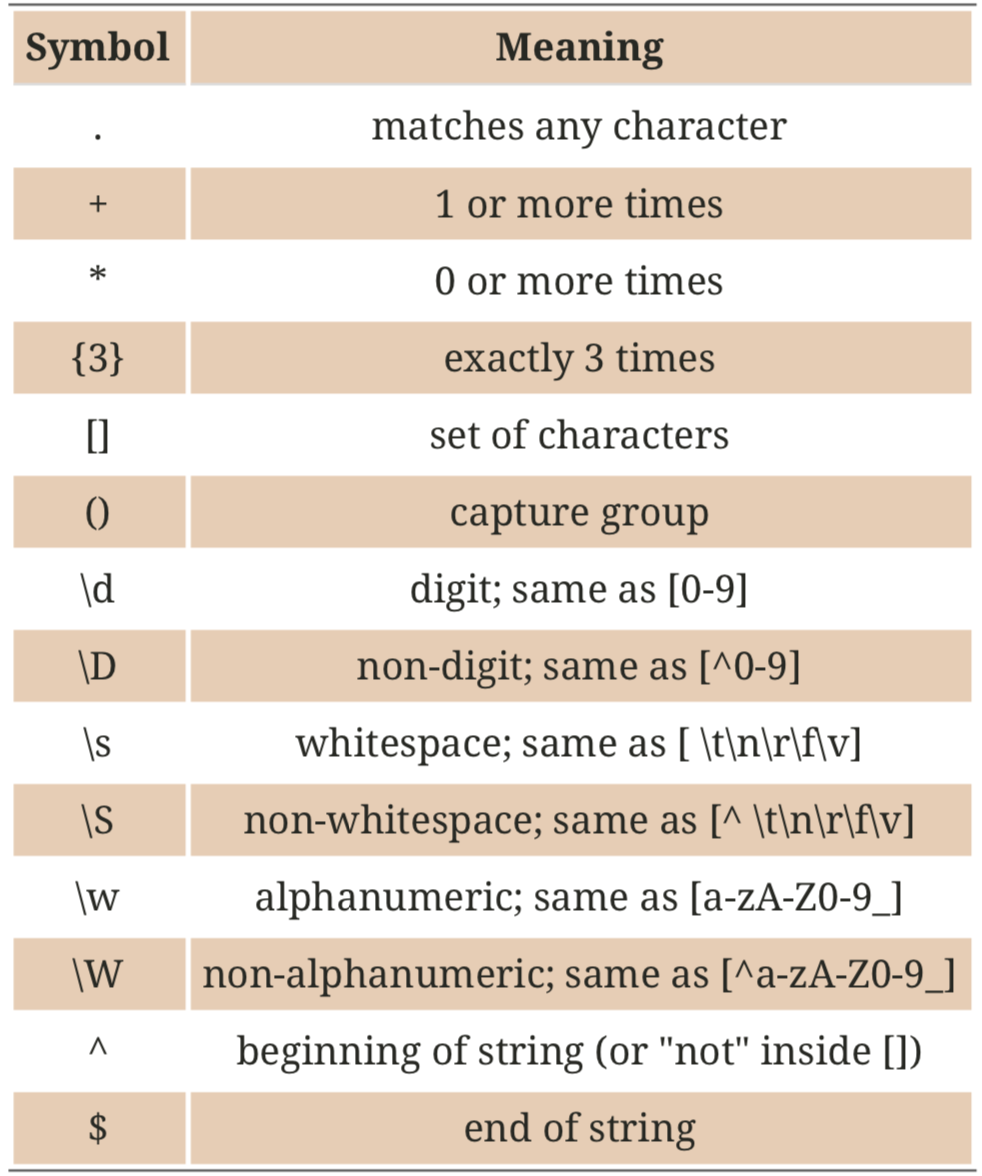 Symbol Meaning
. matches any character
+ 1 or more times
* 0 or more times
{3} exactly 3 times
[] set of characters
() capture group
\d digit; same as [0-9]
\D non-digit; same as [^0-9]
\s whitespace; same as [ \t\n\r\f\v]
\S non-whitespace; same as [^ \t\n\r\f\v]
\w alphanumeric; same as [a-zA-Z0-9_]
\W non-alphanumeric; same as [^a-zA-Z0-9_]
^ beginning of string (or "not" inside [])
$ end of string